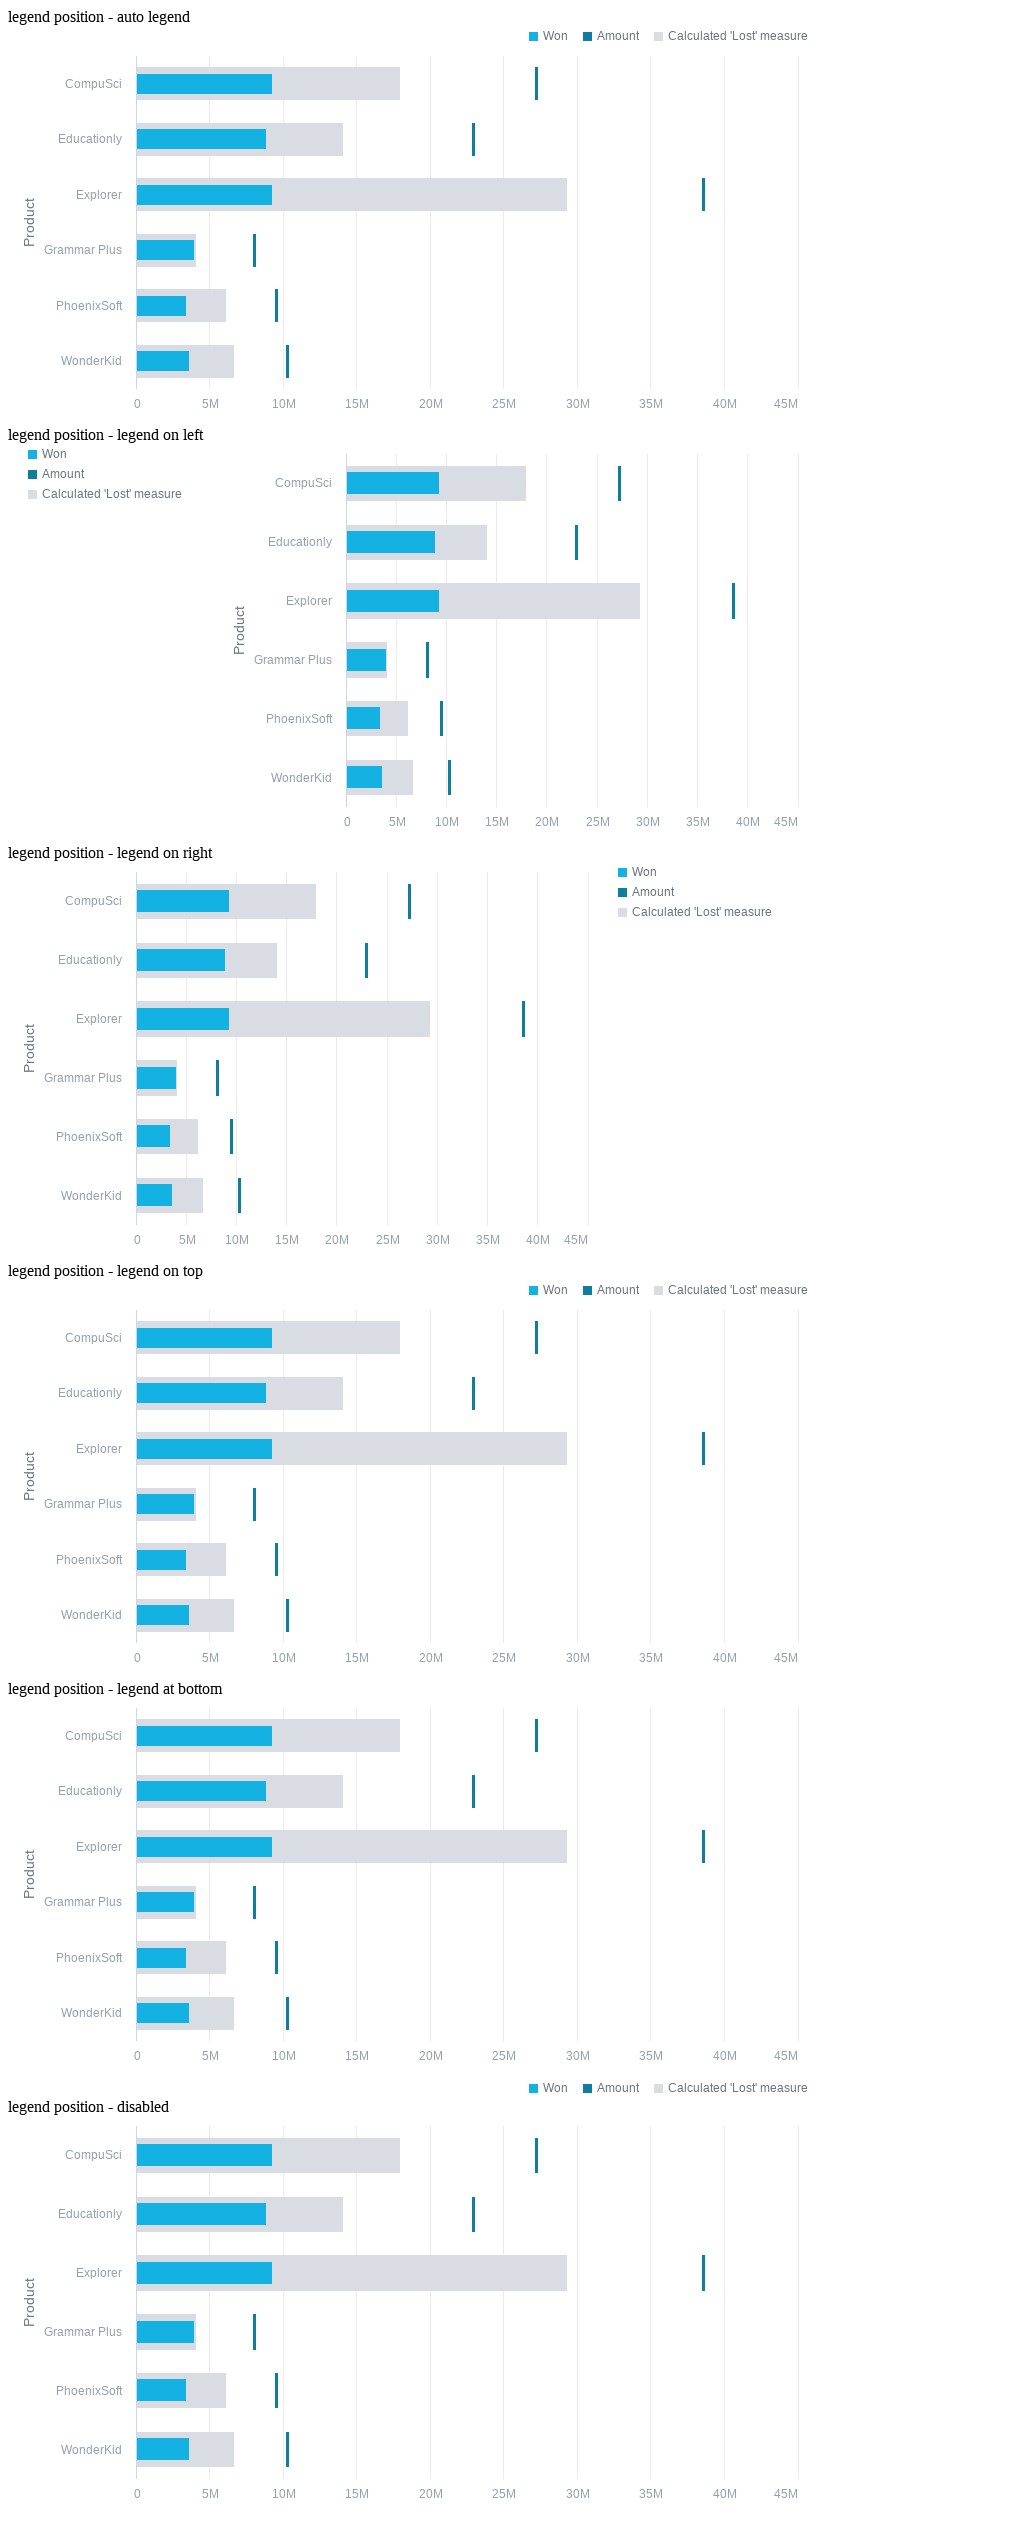 legend position - auto legend
Won Amount Calculated 'Lost' measure
CompuSci
Educationly
Explorer
Product
Grammar Plus
PhoenixSoft
WonderKid
0 5M 10M 15M 20M 25M 30M 35M 40M 45M
legend position - legend on left
Won
Amount
Calculated 'Lost' measure
CompuSci
Educationly
Explorer
Product
Grammar Plus
PhoenixSoft
WonderKid
0 5M 10M 15M 20M 25M 30M 35M 40M 45M
legend position - legend on right
Won
Amount
Calculated 'Lost' measure
CompuSci
Educationly
Explorer
Product
Grammar Plus
PhoenixSoft
WonderKid
0 5M 10M 15M 20M 25M 30M 35M 40M 45M
legend position - legend on top
Won Amount Calculated 'Lost' measure
CompuSci
Educationly
Explorer
Product
Grammar Plus
PhoenixSoft
WonderKid
0 5M 10M 15M 20M 25M 30M 35M 40M 45M
legend position - legend at bottom
CompuSci
Educationly
Explorer
Product
Grammar Plus
PhoenixSoft
WonderKid
0 5M 10M 15M 20M 25M 30M 35M 40M 45M
Won Amount Calculated 'Lost' measure
legend position - disabled
CompuSci
Educationly
Explorer
Product
Grammar Plus
PhoenixSoft
WonderKid
0 5M 10M 15M 20M 25M 30M 35M 40M 45M